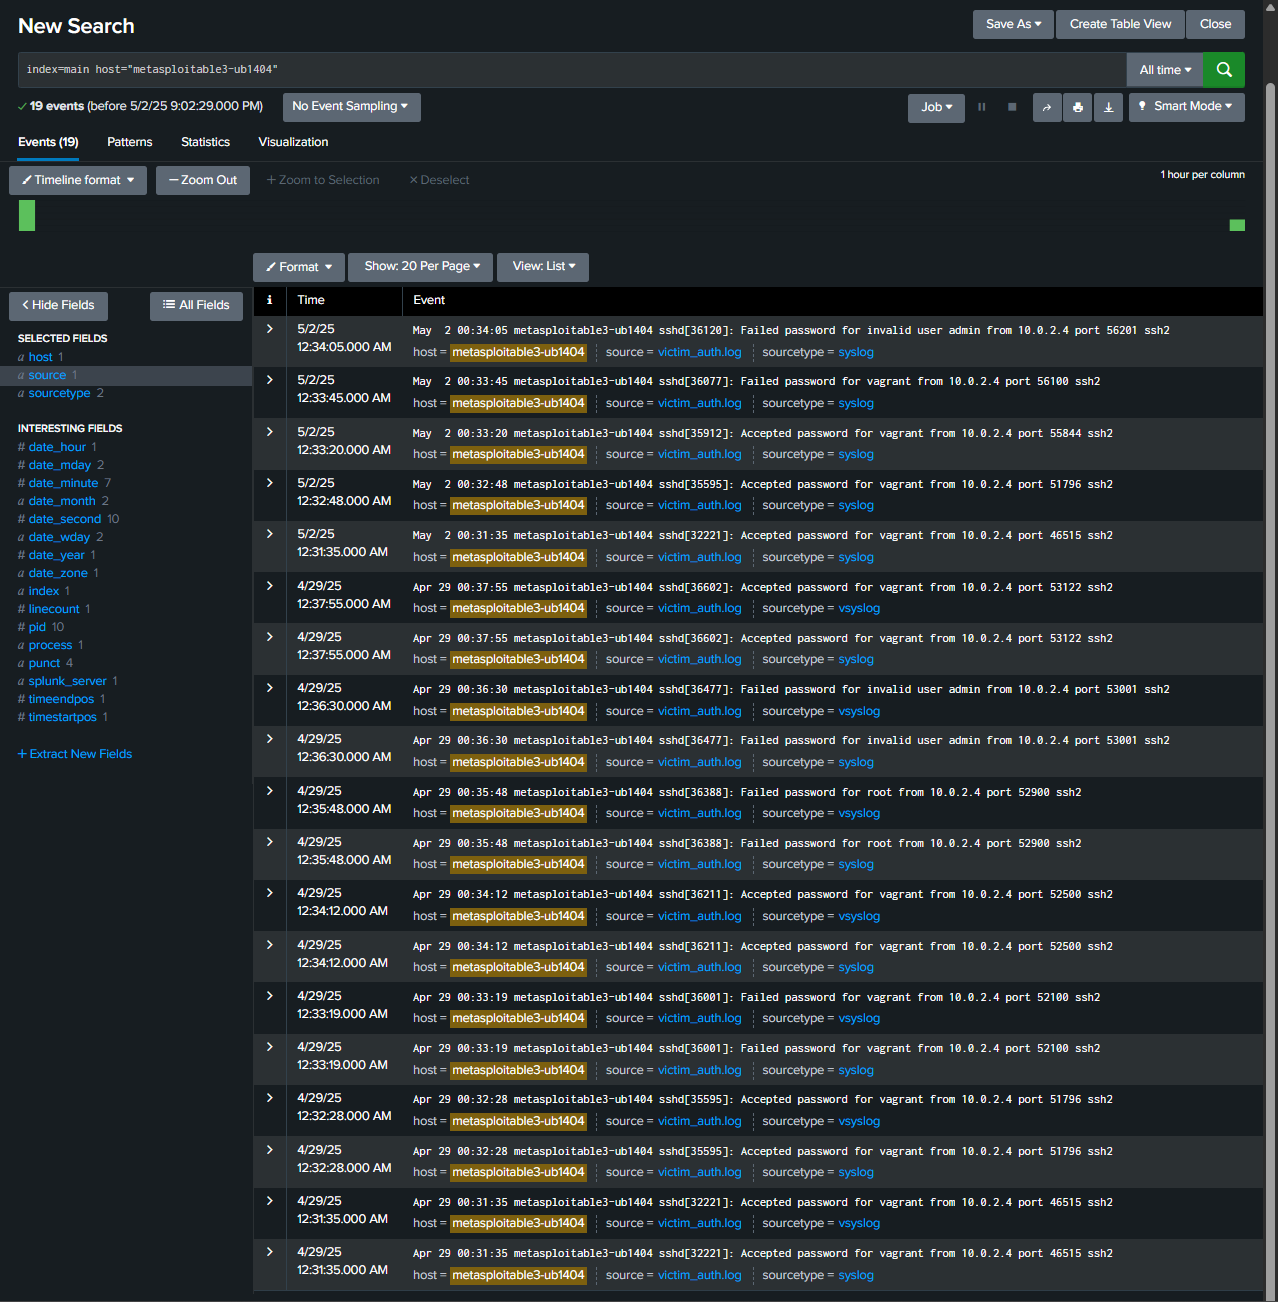 New Search
Save As
Create Table View
Close
index=main host="metasploitable3-ub1404"
All time
19 events (before 5/2/25 9:02:29.000 PM)
No Event Sampling
Job
Smart Mode
Events (19)
Patterns
Statistics
Visualization
Timeline format
— Zoom Out
+ Zoom to Selection
× Deselect
1 hour per column
Format
Show: 20 Per Page
View: List
< Hide Fields
All Fields
SELECTED FIELDS
a host 1
a source 1
a sourcetype 2
INTERESTING FIELDS
# date_hour 1
# date_mday 2
# date_minute 7
a date_month 2
# date_second 10
a date_wday 2
# date_year 1
a date_zone 1
a index 1
# linecount 1
# pid 10
a process 1
a punct 4
a splunk_server 1
# timeendpos 1
# timestartpos 1
+ Extract New Fields
i Time Event
5/2/25 12:34:05.000 AM
May  2 00:34:05 metasploitable3-ub1404 sshd[36120]: Failed password for invalid user admin from 10.0.2.4 port 56201 ssh2
host = metasploitable3-ub1404 source = victim_auth.log sourcetype = syslog
5/2/25 12:33:45.000 AM
May  2 00:33:45 metasploitable3-ub1404 sshd[36077]: Failed password for vagrant from 10.0.2.4 port 56100 ssh2
host = metasploitable3-ub1404 source = victim_auth.log sourcetype = syslog
5/2/25 12:33:20.000 AM
May  2 00:33:20 metasploitable3-ub1404 sshd[35912]: Accepted password for vagrant from 10.0.2.4 port 55844 ssh2
host = metasploitable3-ub1404 source = victim_auth.log sourcetype = syslog
5/2/25 12:32:48.000 AM
May  2 00:32:48 metasploitable3-ub1404 sshd[35595]: Accepted password for vagrant from 10.0.2.4 port 51796 ssh2
host = metasploitable3-ub1404 source = victim_auth.log sourcetype = syslog
5/2/25 12:31:35.000 AM
May  2 00:31:35 metasploitable3-ub1404 sshd[32221]: Accepted password for vagrant from 10.0.2.4 port 46515 ssh2
host = metasploitable3-ub1404 source = victim_auth.log sourcetype = syslog
4/29/25 12:37:55.000 AM
Apr 29 00:37:55 metasploitable3-ub1404 sshd[36602]: Accepted password for vagrant from 10.0.2.4 port 53122 ssh2
host = metasploitable3-ub1404 source = victim_auth.log sourcetype = vsyslog
4/29/25 12:37:55.000 AM
Apr 29 00:37:55 metasploitable3-ub1404 sshd[36602]: Accepted password for vagrant from 10.0.2.4 port 53122 ssh2
host = metasploitable3-ub1404 source = victim_auth.log sourcetype = syslog
4/29/25 12:36:30.000 AM
Apr 29 00:36:30 metasploitable3-ub1404 sshd[36477]: Failed password for invalid user admin from 10.0.2.4 port 53001 ssh2
host = metasploitable3-ub1404 source = victim_auth.log sourcetype = vsyslog
4/29/25 12:36:30.000 AM
Apr 29 00:36:30 metasploitable3-ub1404 sshd[36477]: Failed password for invalid user admin from 10.0.2.4 port 53001 ssh2
host = metasploitable3-ub1404 source = victim_auth.log sourcetype = syslog
4/29/25 12:35:48.000 AM
Apr 29 00:35:48 metasploitable3-ub1404 sshd[36388]: Failed password for root from 10.0.2.4 port 52900 ssh2
host = metasploitable3-ub1404 source = victim_auth.log sourcetype = vsyslog
4/29/25 12:35:48.000 AM
Apr 29 00:35:48 metasploitable3-ub1404 sshd[36388]: Failed password for root from 10.0.2.4 port 52900 ssh2
host = metasploitable3-ub1404 source = victim_auth.log sourcetype = syslog
4/29/25 12:34:12.000 AM
Apr 29 00:34:12 metasploitable3-ub1404 sshd[36211]: Accepted password for vagrant from 10.0.2.4 port 52500 ssh2
host = metasploitable3-ub1404 source = victim_auth.log sourcetype = vsyslog
4/29/25 12:34:12.000 AM
Apr 29 00:34:12 metasploitable3-ub1404 sshd[36211]: Accepted password for vagrant from 10.0.2.4 port 52500 ssh2
host = metasploitable3-ub1404 source = victim_auth.log sourcetype = syslog
4/29/25 12:33:19.000 AM
Apr 29 00:33:19 metasploitable3-ub1404 sshd[36001]: Failed password for vagrant from 10.0.2.4 port 52100 ssh2
host = metasploitable3-ub1404 source = victim_auth.log sourcetype = vsyslog
4/29/25 12:33:19.000 AM
Apr 29 00:33:19 metasploitable3-ub1404 sshd[36001]: Failed password for vagrant from 10.0.2.4 port 52100 ssh2
host = metasploitable3-ub1404 source = victim_auth.log sourcetype = syslog
4/29/25 12:32:28.000 AM
Apr 29 00:32:28 metasploitable3-ub1404 sshd[35595]: Accepted password for vagrant from 10.0.2.4 port 51796 ssh2
host = metasploitable3-ub1404 source = victim_auth.log sourcetype = vsyslog
4/29/25 12:32:28.000 AM
Apr 29 00:32:28 metasploitable3-ub1404 sshd[35595]: Accepted password for vagrant from 10.0.2.4 port 51796 ssh2
host = metasploitable3-ub1404 source = victim_auth.log sourcetype = syslog
4/29/25 12:31:35.000 AM
Apr 29 00:31:35 metasploitable3-ub1404 sshd[32221]: Accepted password for vagrant from 10.0.2.4 port 46515 ssh2
host = metasploitable3-ub1404 source = victim_auth.log sourcetype = vsyslog
4/29/25 12:31:35.000 AM
Apr 29 00:31:35 metasploitable3-ub1404 sshd[32221]: Accepted password for vagrant from 10.0.2.4 port 46515 ssh2
host = metasploitable3-ub1404 source = victim_auth.log sourcetype = syslog